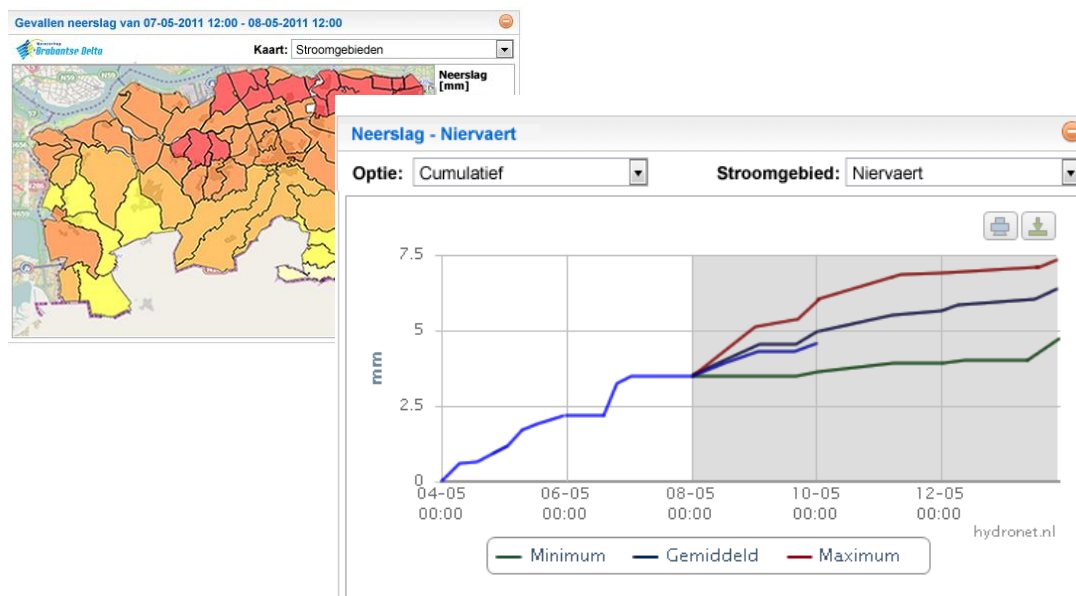 Gevallen neerslag van 07-05-2011 12:00 - 08-05-2011 12:00
Brabantse Delta
Kaart: Stroomgebieden
Neerslag
[mm]
N59 N59
Neerslag - Niervaert
Optie: Cumulatief Stroomgebied: Niervaert
7.5
5
2.5
0
mm
04-05 06-05 08-05 10-05 12-05
00:00 00:00 00:00 00:00 00:00
hydronet.nl
Minimum Gemiddeld Maximum